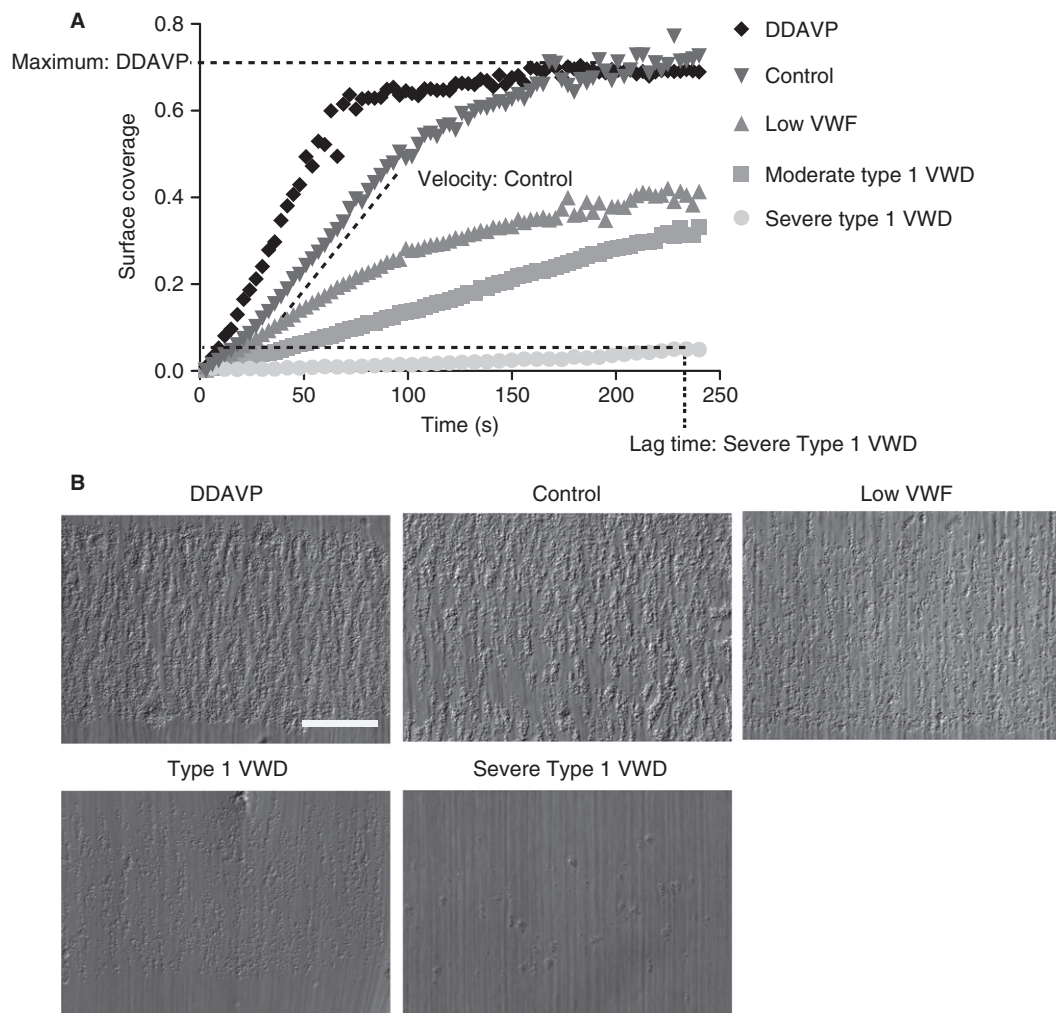 A
0.8
Maximum: DDAVP
0.6
0.4
0.2
0.0
Surface coverage
0
50
100
150
200
250
Time (s)
Velocity: Control
Lag time: Severe Type 1 VWD
DDAVP
Control
Low VWF
Moderate type 1 VWD
Severe type 1 VWD
B
DDAVP
Control
Low VWF
Type 1 VWD
Severe Type 1 VWD